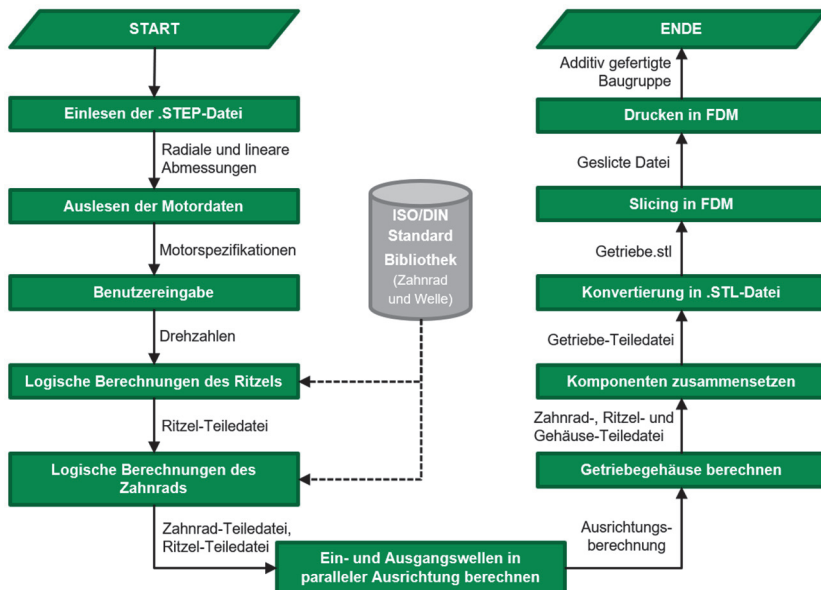 START
Einlesen der .STEP-Datei
Radiale und lineare
Abmessungen
Auslesen der Motordaten
Motorspezifikationen
Benutzereingabe
Drehzahlen
Logische Berechnungen des Ritzels
Ritzel-Teiledatei
Logische Berechnungen des
Zahnrads
Zahnrad-Teiledatei,
Ritzel-Teiledatei
ISO/DIN
Standard
Bibliothek
(Zahnrad
und Welle)
Ein- und Ausgangswellen in
paralleler Ausrichtung berechnen
Ausrichtungs-
berechnung
Getriebegehäuse berechnen
Zahnrad-, Ritzel- und
Gehäuse-Teiledatei
Komponenten zusammensetzen
Getriebe-Teiledatei
Konvertierung in .STL-Datei
Getriebe.stl
Slicing in FDM
Geslicte Datei
Drucken in FDM
Additiv gefertigte
Baugruppe
ENDE